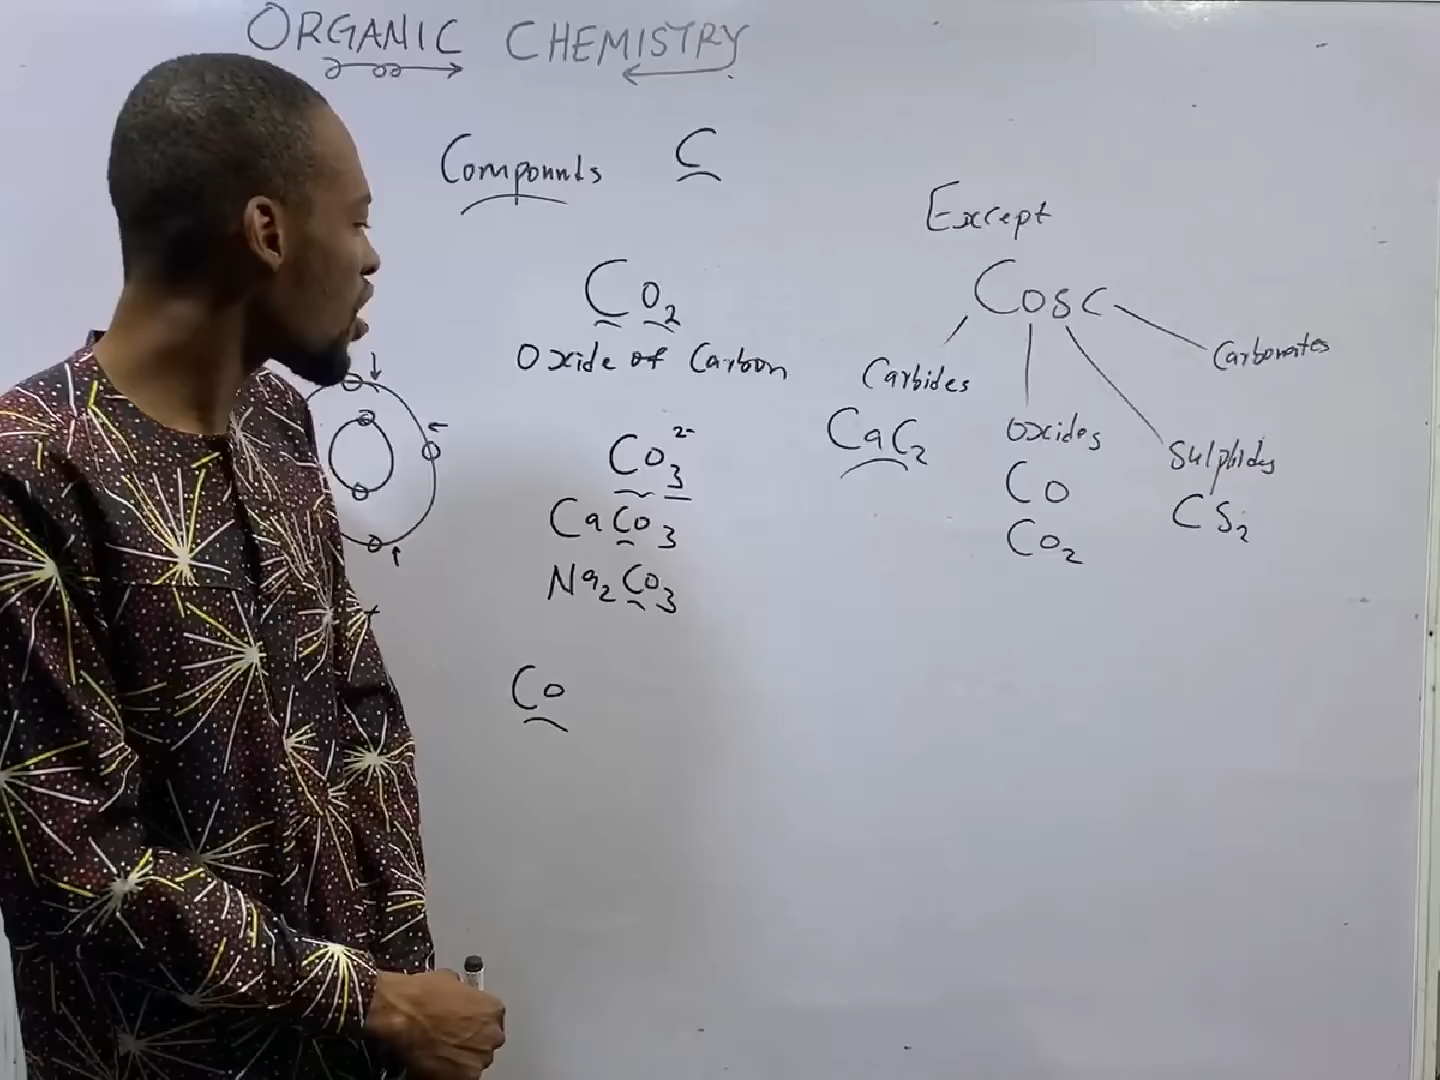 ORGANIC CHEMISTRY
Compounds C
Except
CO2
Cosc
Oxide of Carbon
Carbides
Oxides
Sulphides
Carbonates
CaC2
CO
CO2
CS2
CO3 2-
CaCO3
Na2CO3
CO